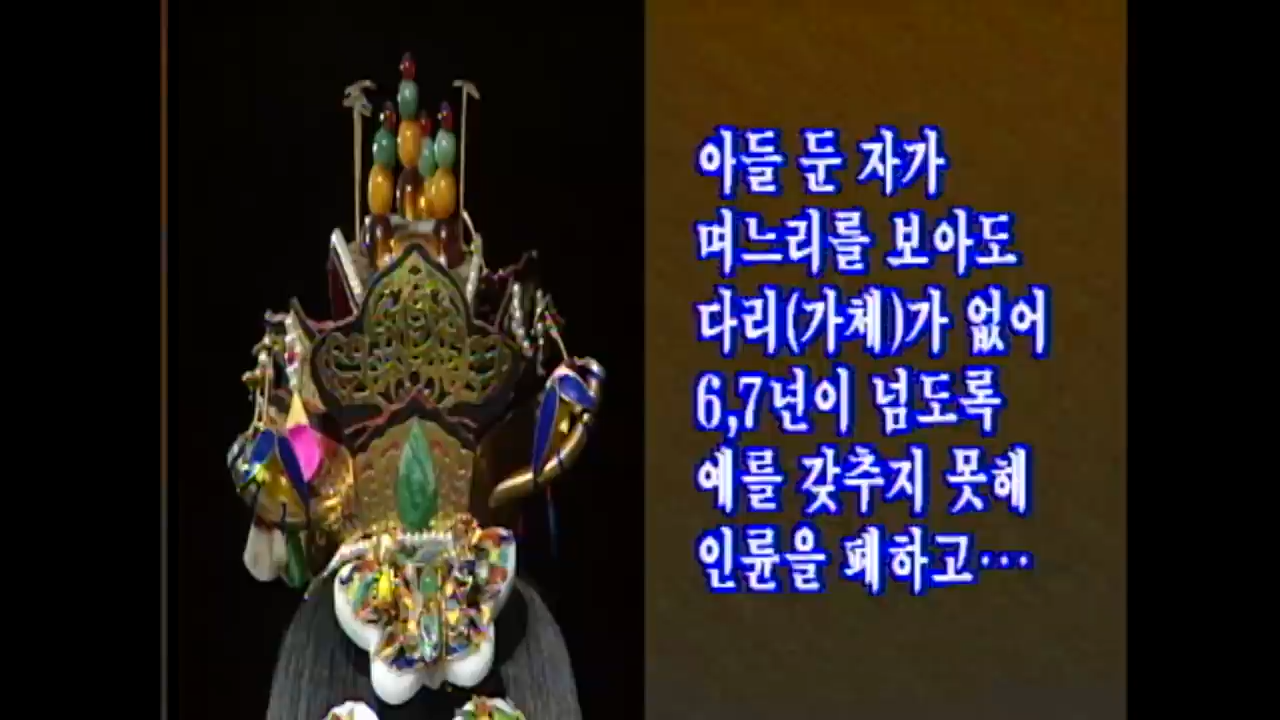 아들 둔 자가
며느리를 보아도
다리(가체)가 없어
6,7년이 넘도록
예를 갖추지 못해
인륜을 폐하고…